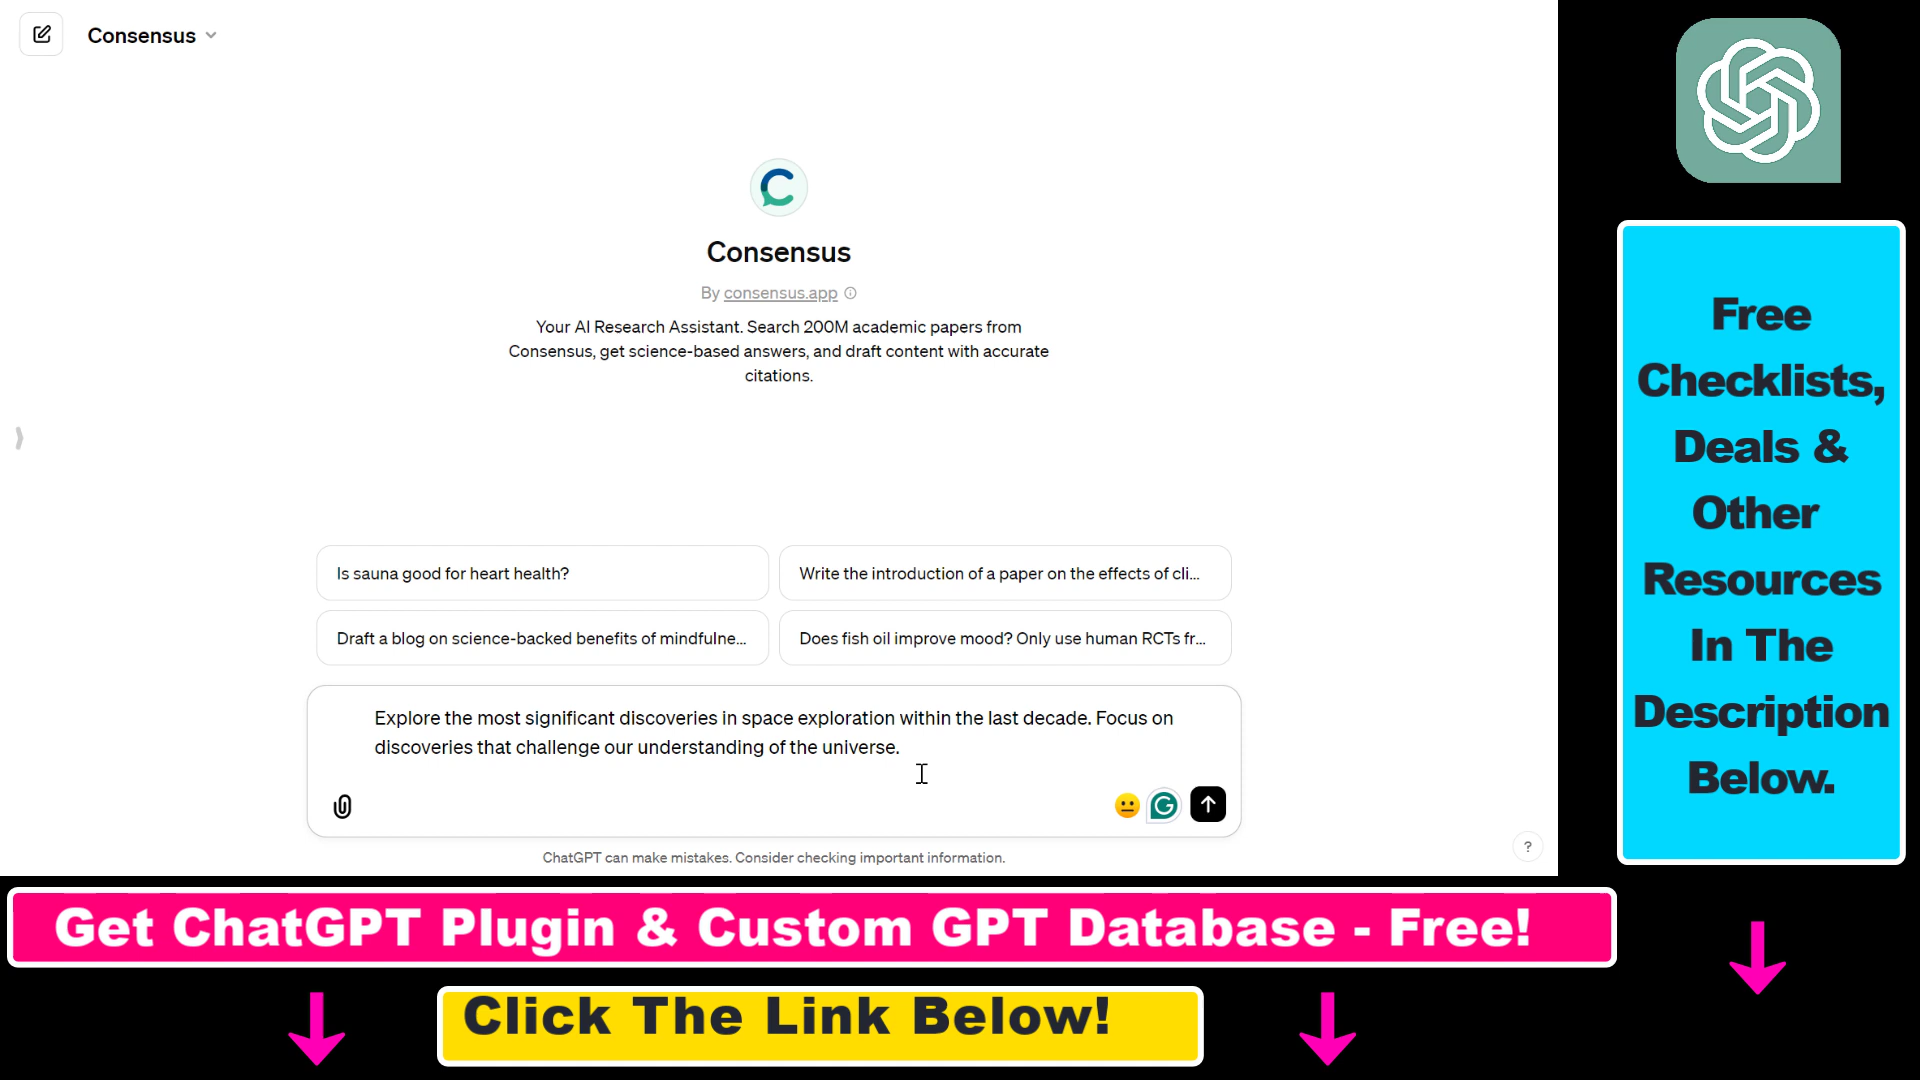 Consensus
Consensus
By consensus.app
Your AI Research Assistant. Search 200M academic papers from
Consensus, get science-based answers, and draft content with accurate
citations.
Is sauna good for heart health?
Write the introduction of a paper on the effects of cli...
Draft a blog on science-backed benefits of mindfulne...
Does fish oil improve mood? Only use human RCTs fr...
Explore the most significant discoveries in space exploration within the last decade. Focus on
discoveries that challenge our understanding of the universe.
ChatGPT can make mistakes. Consider checking important information.
?
Free
Checklists,
Deals &
Other
Resources
In The
Description
Below.
Get ChatGPT Plugin & Custom GPT Database - Free!
Click The Link Below!